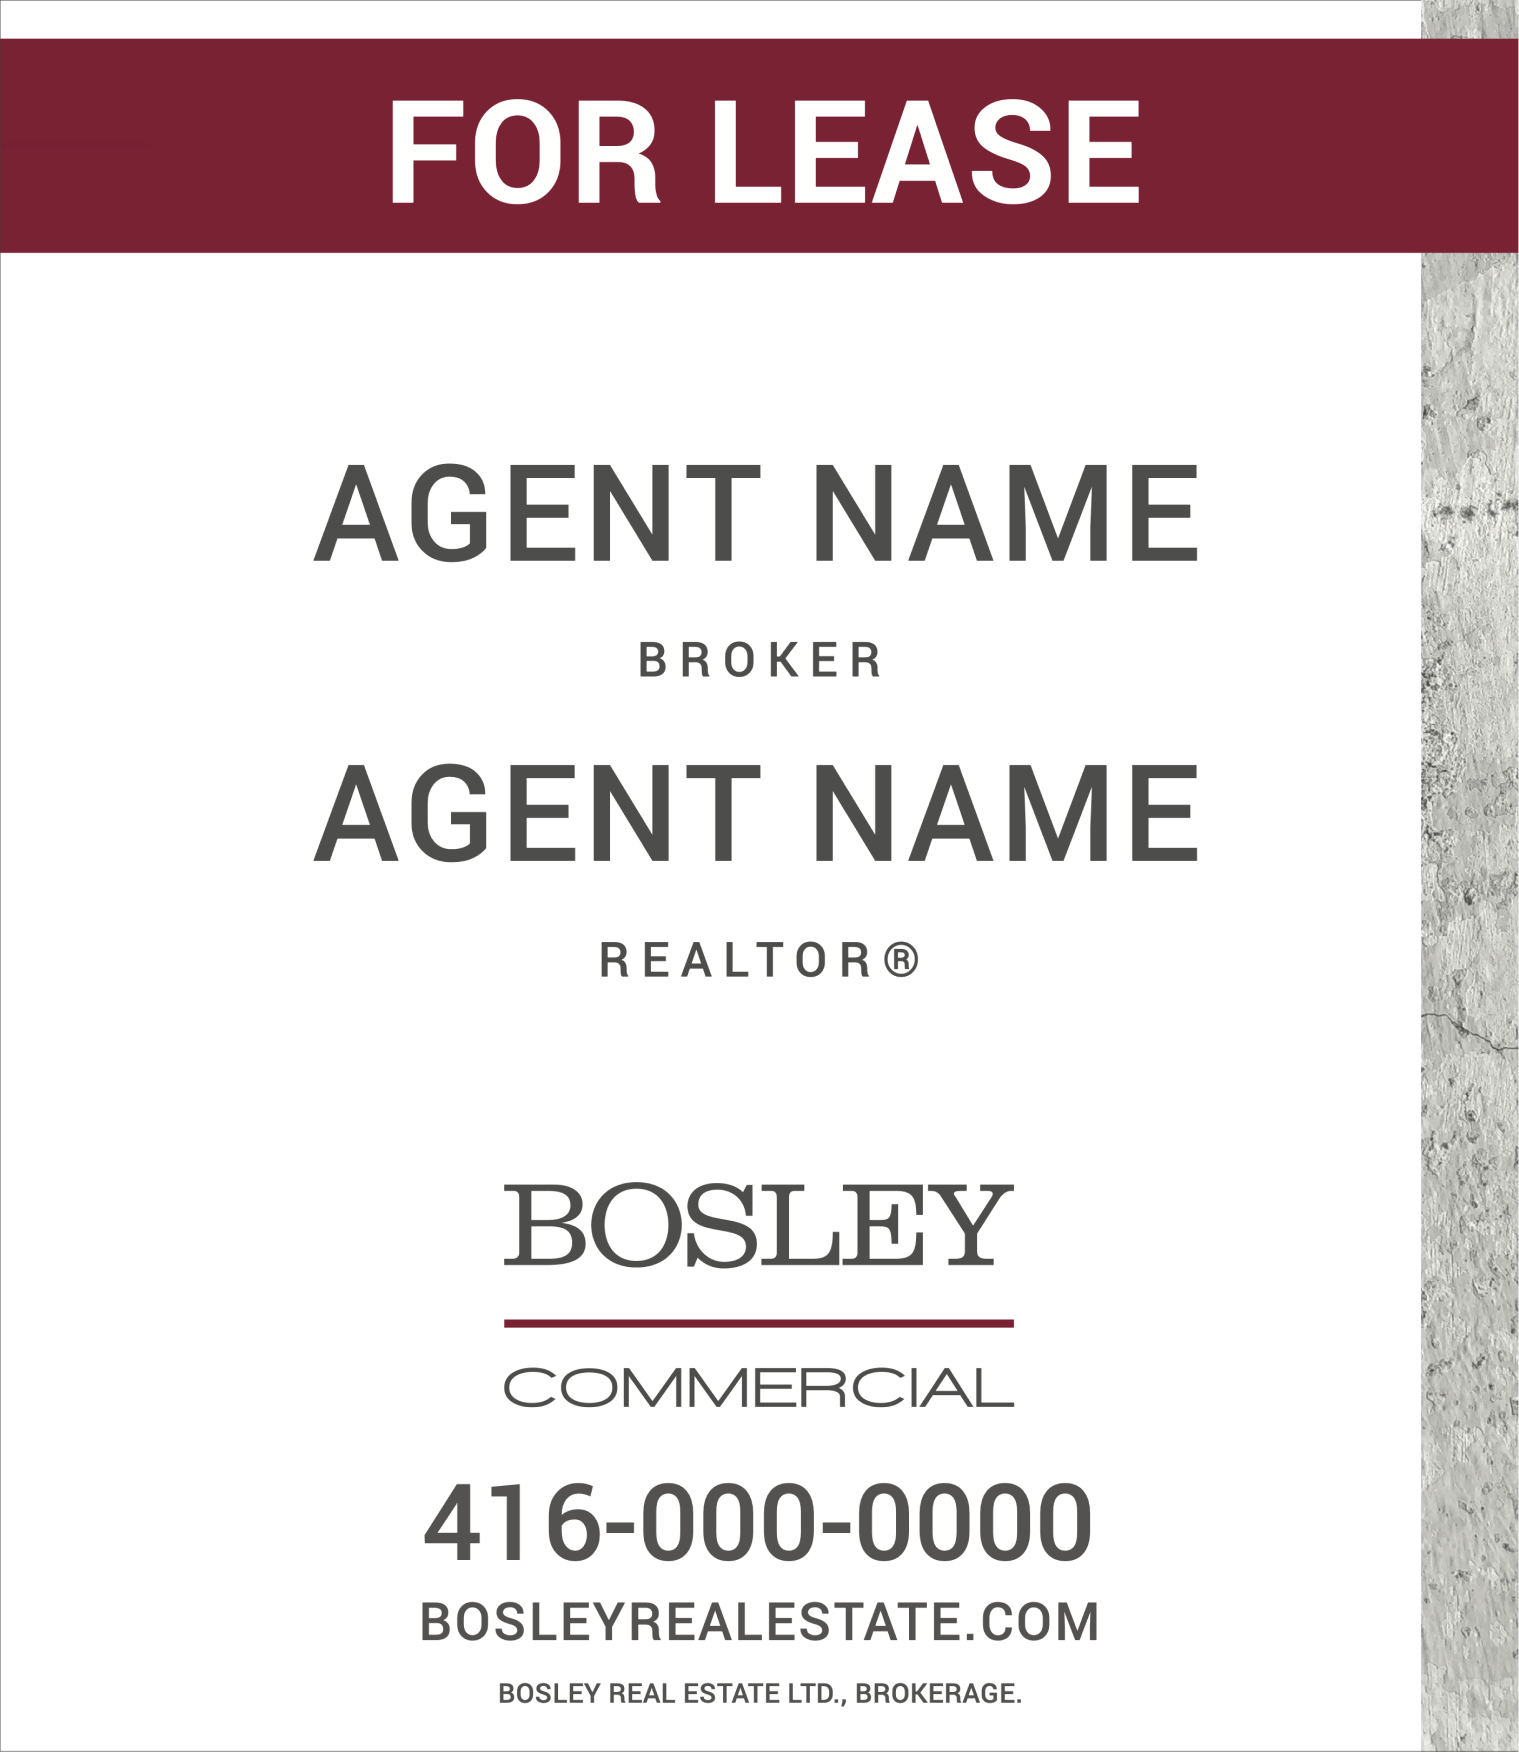 FOR LEASE
AGENT NAME
BROKER
AGENT NAME
REALTOR®
BOSLEY
COMMERCIAL
416-000-0000
BOSLEYREALESTATE.COM
BOSLEY REAL ESTATE LTD., BROKERAGE.